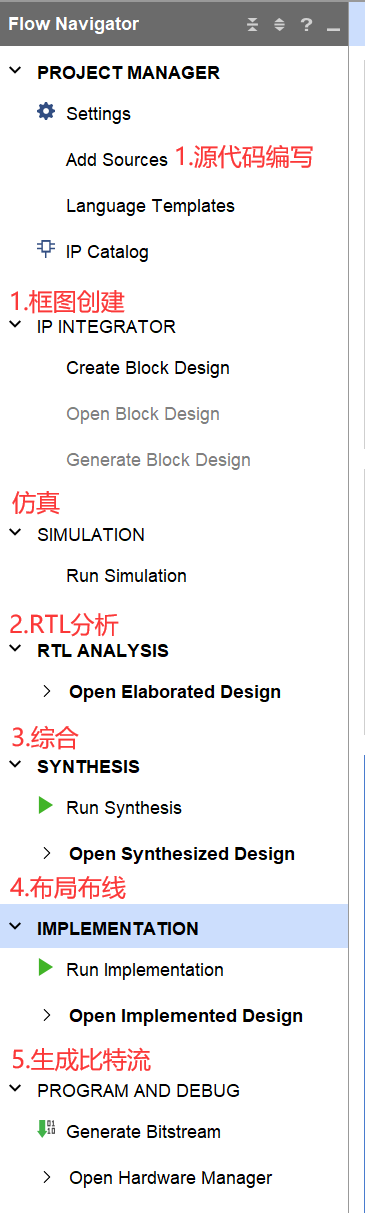 Flow Navigator
PROJECT MANAGER
Settings
Add Sources 1.源代码编写
Language Templates
IP Catalog
1.框图创建
IP INTEGRATOR
Create Block Design
Open Block Design
Generate Block Design
仿真
SIMULATION
Run Simulation
2.RTL分析
RTL ANALYSIS
Open Elaborated Design
3.综合
SYNTHESIS
Run Synthesis
Open Synthesized Design
4.布局布线
IMPLEMENTATION
Run Implementation
Open Implemented Design
5.生成比特流
PROGRAM AND DEBUG
Generate Bitstream
Open Hardware Manager